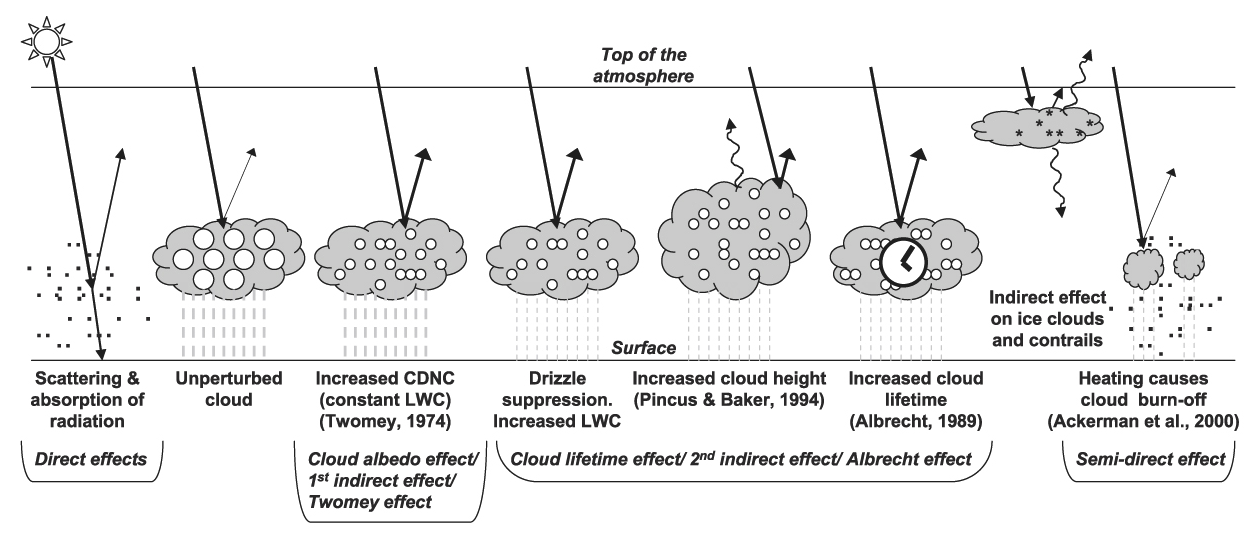 Top of the
atmosphere
Indirect effect
on ice clouds
and contrails
Surface
Scattering &
absorption of
radiation
Unperturbed
cloud
Increased CDNC
(constant LWC)
(Twomey, 1974)
Drizzle
suppression.
Increased LWC
Increased cloud height
(Pincus & Baker, 1994)
Increased cloud
lifetime
(Albrecht, 1989)
Heating causes
cloud burn-off
(Ackerman et al., 2000)
Direct effects
Cloud albedo effect/
1st indirect effect/
Twomey effect
Cloud lifetime effect/ 2nd indirect effect/ Albrecht effect
Semi-direct effect